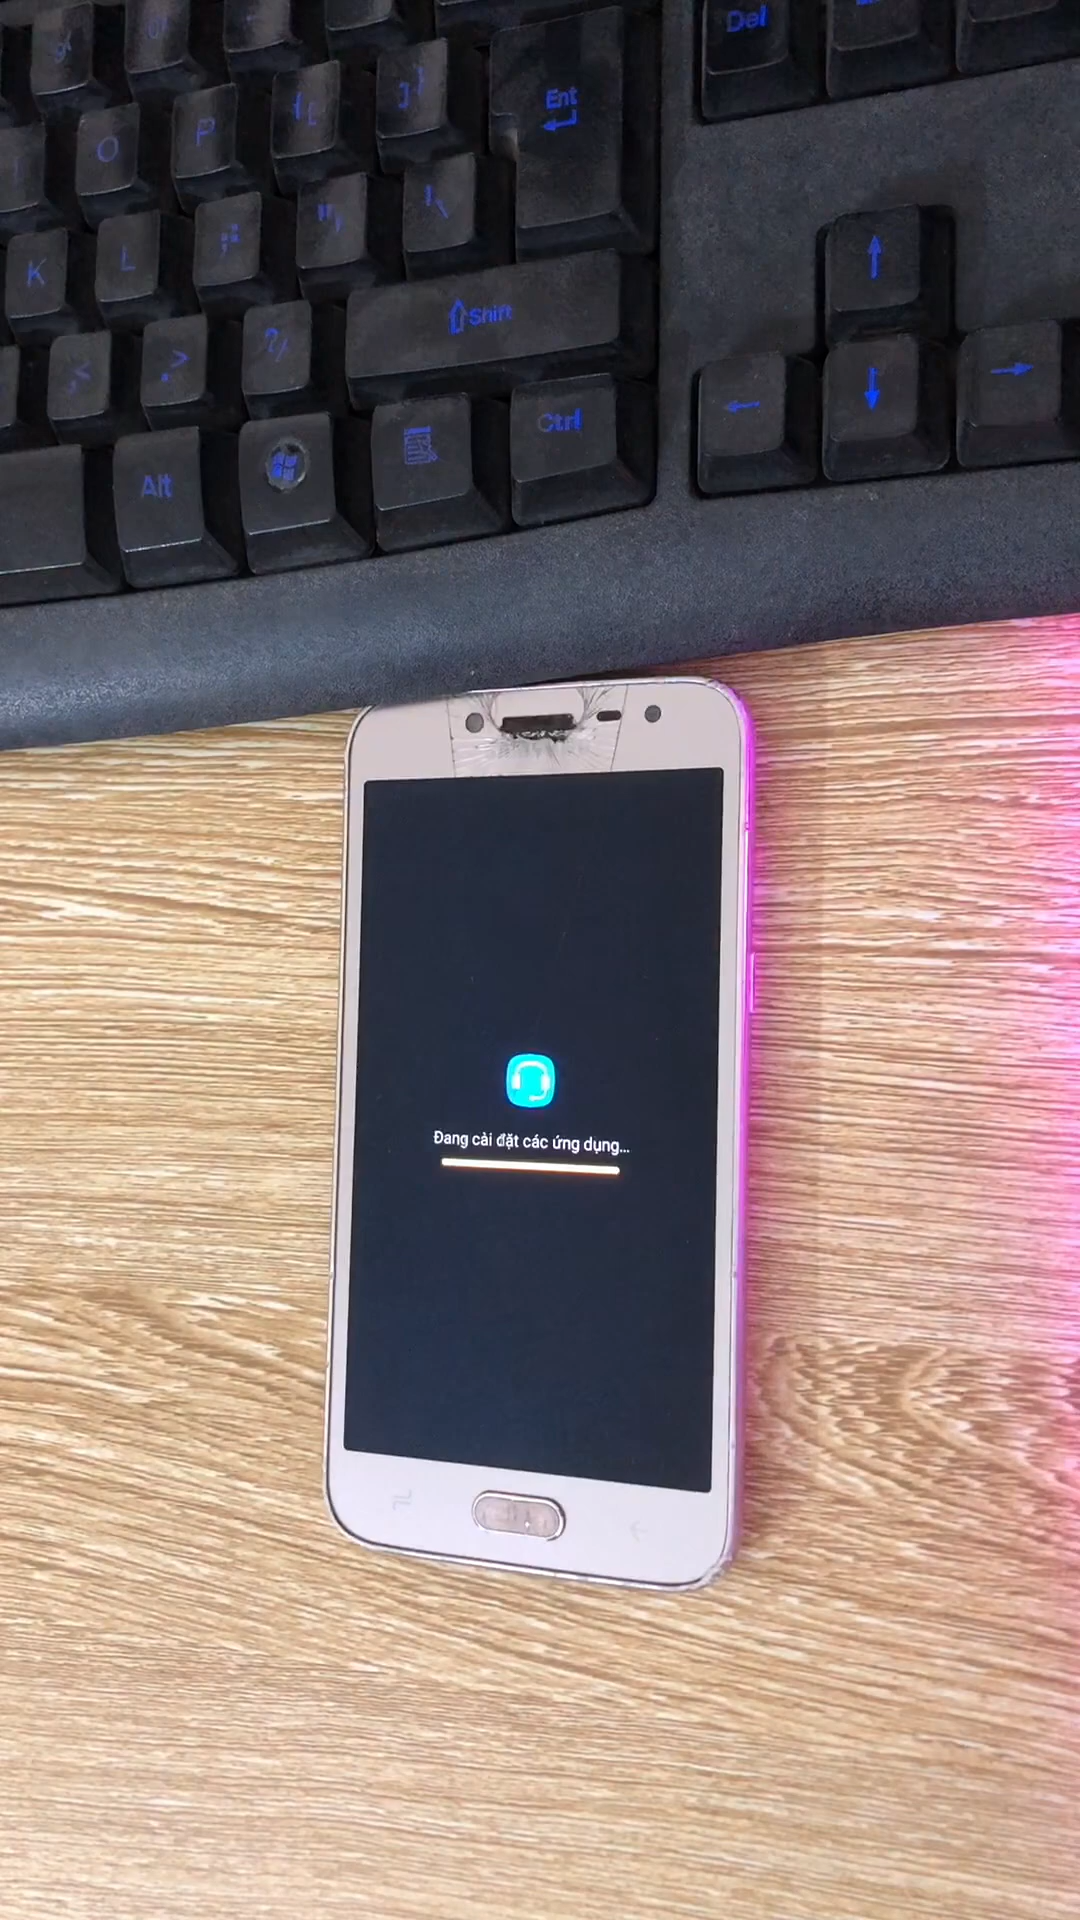 Del
O
P
{[
]}
Ent
K
L
:;
",
|\
Shift
,<
.>
?/
Alt
Ctrl
Đang cài đặt các ứng dụng...